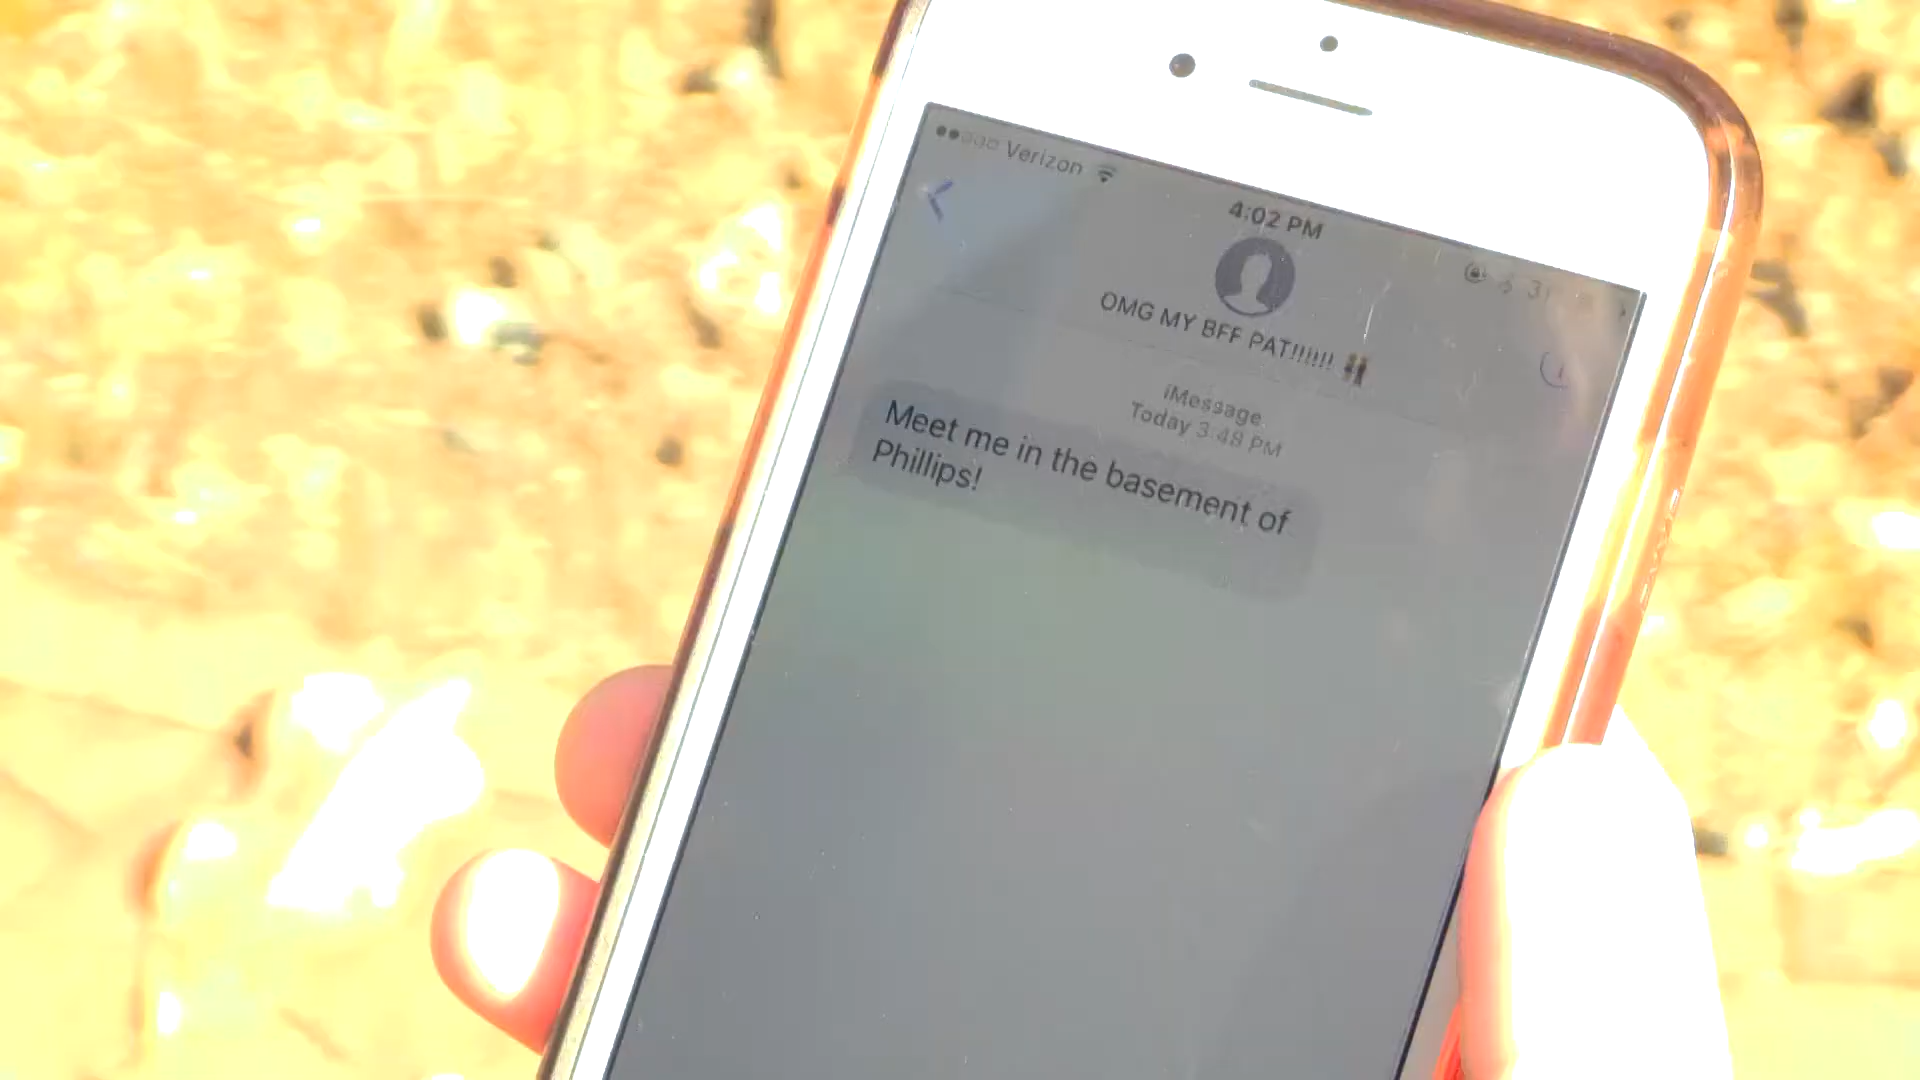 Verizon
4:02 PM
OMG MY BFF PAT!!!!!!
iMessage
Today 3:48 PM
Meet me in the basement of
Phillips!